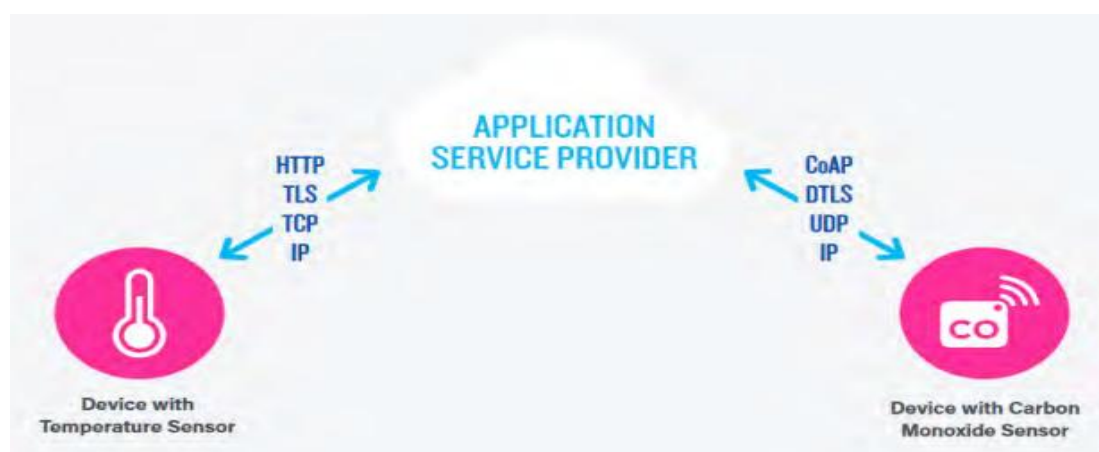 APPLICATION
SERVICE PROVIDER
HTTP
TLS
TCP
IP
CoAP
DTLS
UDP
IP
CO
Device with
Temperature Sensor
Device with Carbon
Monoxide Sensor